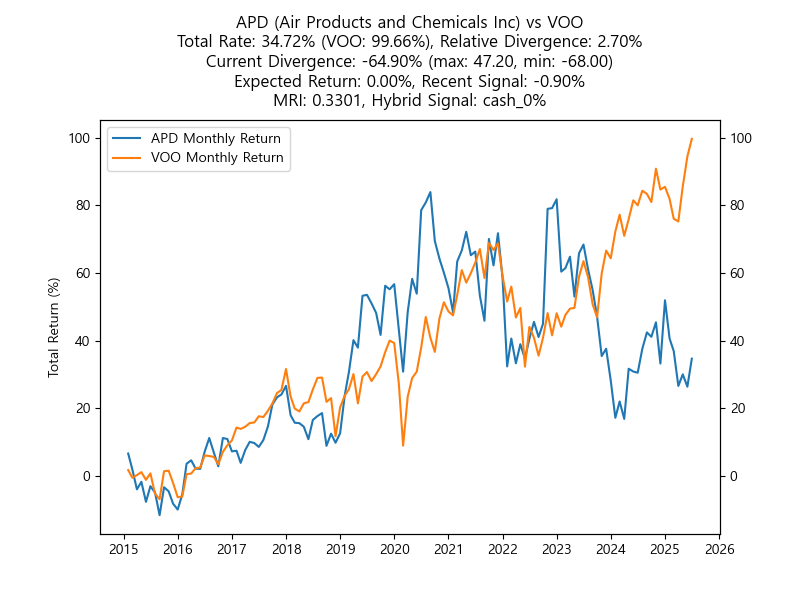 APD (Air Products and Chemicals Inc) vs VOO
Total Rate: 34.72% (VOO: 99.66%), Relative Divergence: 2.70%
Current Divergence: -64.90% (max: 47.20, min: -68.00)
Expected Return: 0.00%, Recent Signal: -0.90%
MRI: 0.3301, Hybrid Signal: cash_0%
APD Monthly Return
VOO Monthly Return
Total Return (%)
100
80
60
40
20
0
100
80
60
40
20
0
2015 2016 2017 2018 2019 2020 2021 2022 2023 2024 2025 2026